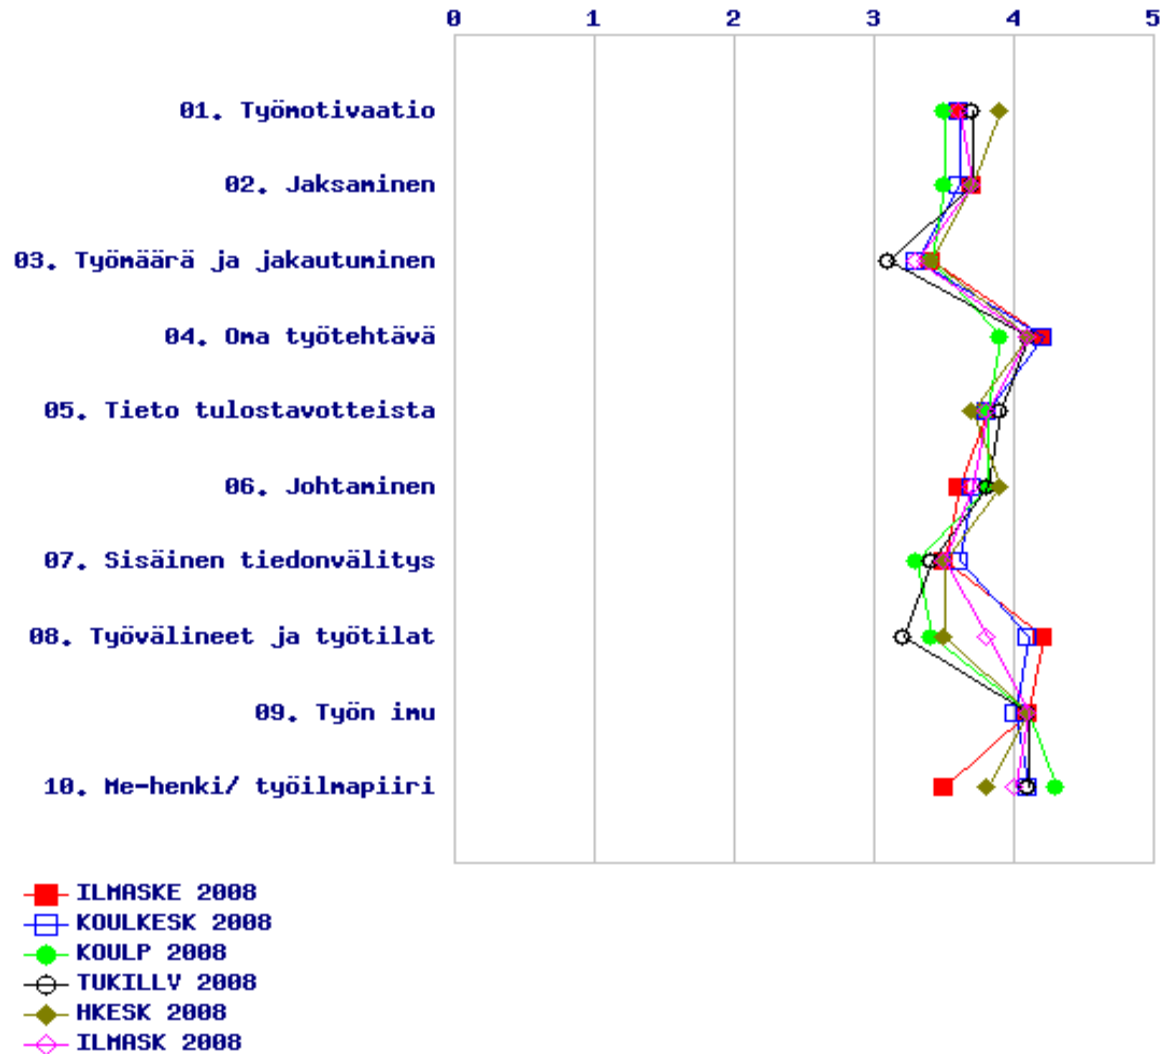 0 1 2 3 4 5
01. Työmotivaatio
02. Jaksaminen
03. Työmäärä ja jakautuminen
04. Oma työtehtävä
05. Tieto tulostavotteista
06. Johtaminen
07. Sisäinen tiedonvälitys
08. Työvälineet ja työtilat
09. Työn imu
10. Me-henki/ työilmapiiri
ILMASKE 2008
KOULKESK 2008
KOULP 2008
TUKILLV 2008
HKESK 2008
ILMASK 2008